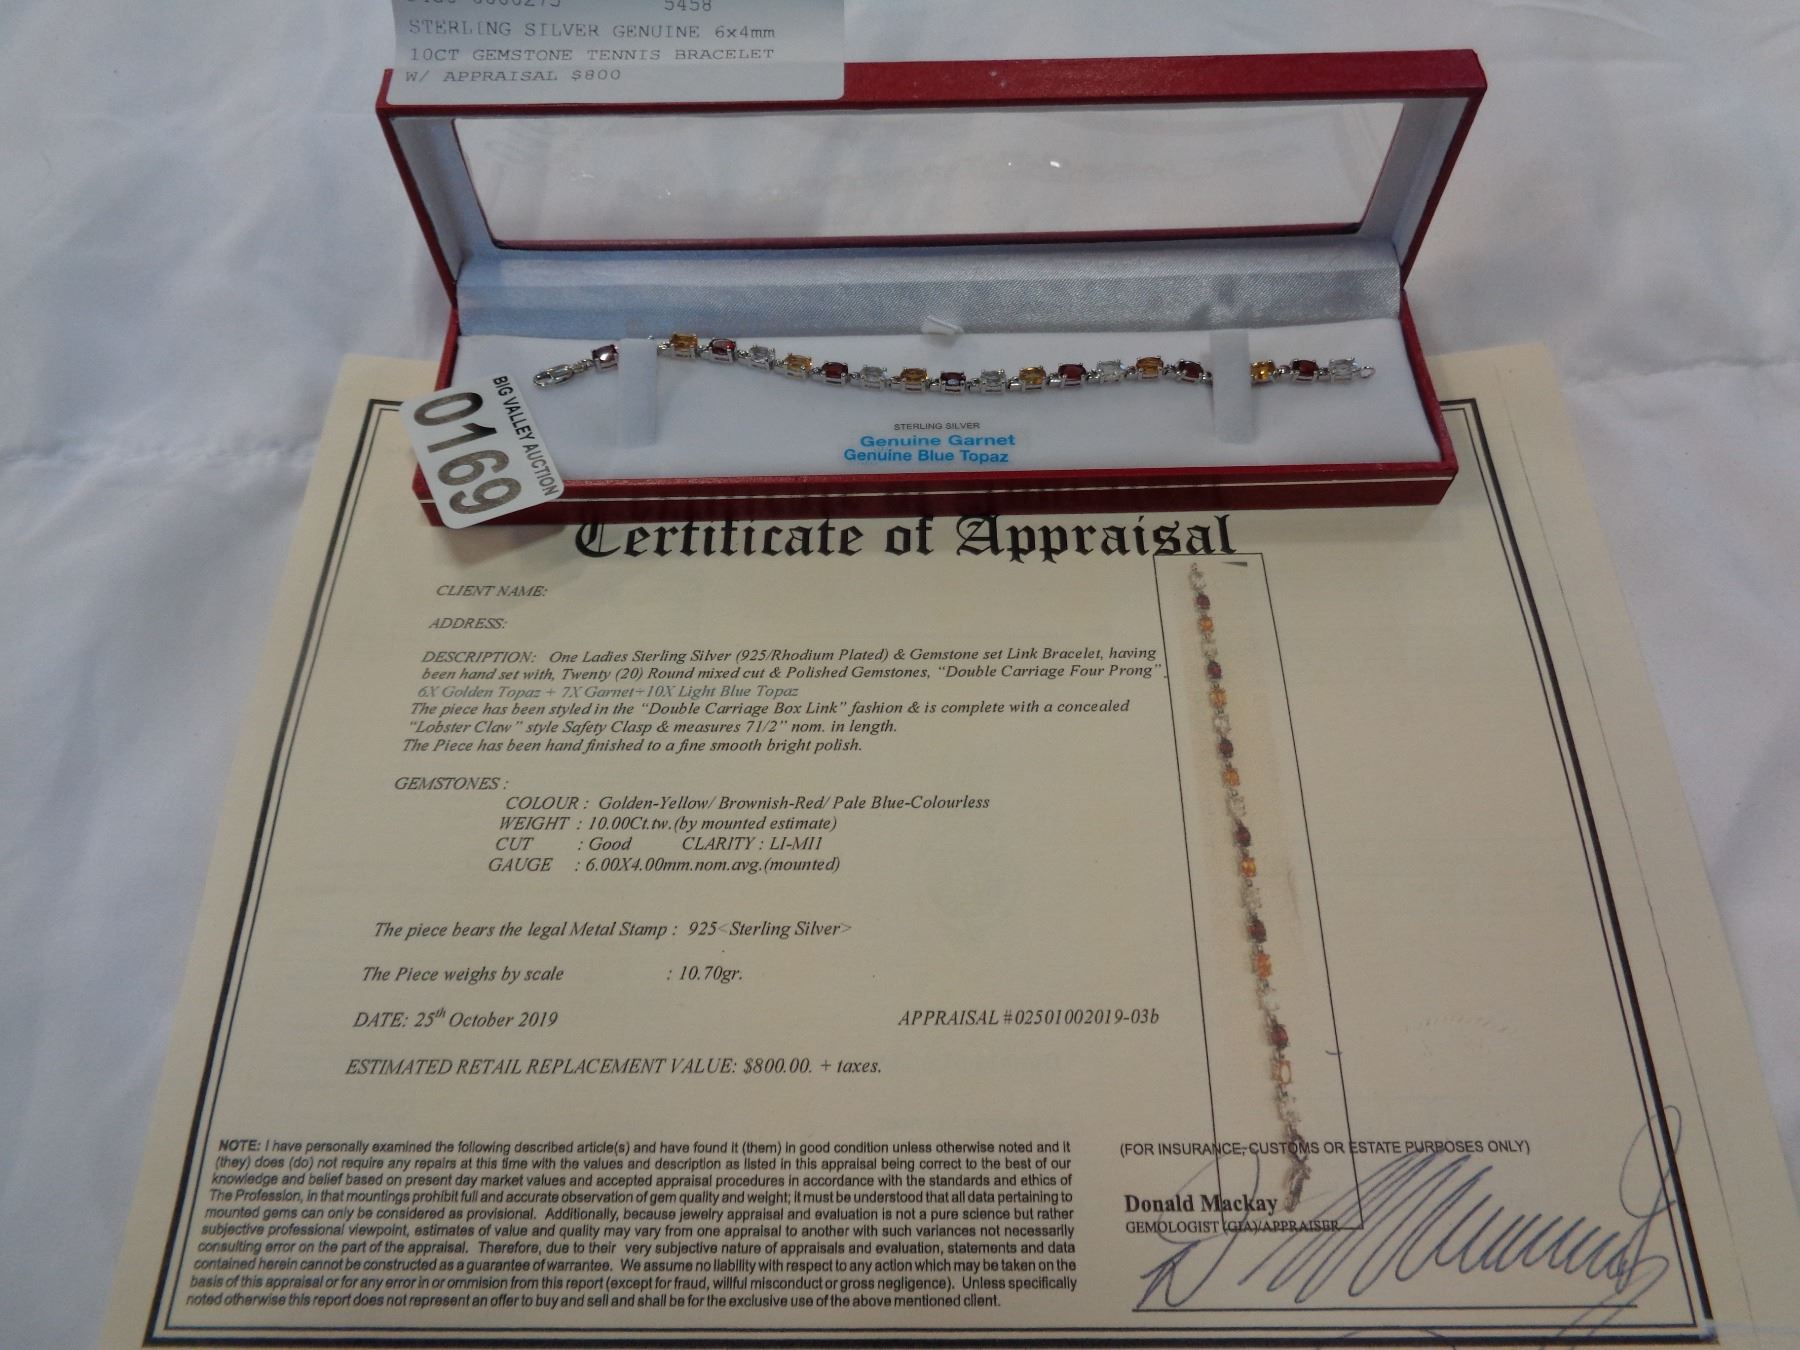 5458
STERLING SILVER GENUINE 6x4mm
10CT GEMSTONE TENNIS BRACELET
W/ APPRAISAL $800
BIG VALLEY AUCTION
0169
STERLING SILVER
Genuine Garnet
Genuine Blue Topaz
Certificate of Appraisal
CLIENT NAME:
ADDRESS:
DESCRIPTION: One Ladies Sterling Silver (925/Rhodium Plated) & Gemstone set Link Bracelet, having
been hand set with, Twenty (20) Round mixed cut & Polished Gemstones, "Double Carriage Four Prong".
6X Golden Topaz + 7X Garnet+10X Light Blue Topaz
The piece has been styled in the "Double Carriage Box Link" fashion & is complete with a concealed
"Lobster Claw" style Safety Clasp & measures 71/2" nom. in length.
The Piece has been hand finished to a fine smooth bright polish.
GEMSTONES :
COLOUR : Golden-Yellow/ Brownish-Red/ Pale Blue-Colourless
WEIGHT : 10.00Ct.tw.(by mounted estimate)
CUT : Good CLARITY : LI-MI1
GAUGE : 6.00X4.00mm.nom.avg.(mounted)
The piece bears the legal Metal Stamp : 925<Sterling Silver>
The Piece weighs by scale : 10.70gr.
DATE: 25th October 2019 APPRAISAL #02501002019-03b
ESTIMATED RETAIL REPLACEMENT VALUE: $800.00. + taxes.
NOTE: I have personally examined the following described article(s) and have found it (them) in good condition unless otherwise noted and it
(they) does (do) not require any repairs at this time with the values and description as listed in this appraisal being correct to the best of our
knowledge and belief based on present day market values and accepted appraisal procedures in accordance with the standards and ethics of
The Profession, in that mountings prohibit full and accurate observation of gem quality and weight; it must be understood that all data pertaining to
mounted gems can only be considered as provisional. Additionally, because jewelry appraisal and evaluation is not a pure science but rather
subjective professional viewpoint, estimates of value and quality may vary from one appraisal to another with such variances not necessarily
consulting error on the part of the appraisal. Therefore, due to their very subjective nature of appraisals and evaluation, statements and data
contained herein cannot be constructed as a guarantee of warrantee. We assume no liability with respect to any action which may be taken on the
basis of this appraisal or for any error in or ommision from this report (except for fraud, willful misconduct or gross negligence). Unless specifically
noted otherwise this report does not represent an offer to buy and sell and shall be for the exclusive use of the above mentioned client.
(FOR INSURANCE, CUSTOMS OR ESTATE PURPOSES ONLY)
Donald Mackay
GEMOLOGIST (GIA)/APPRAISER